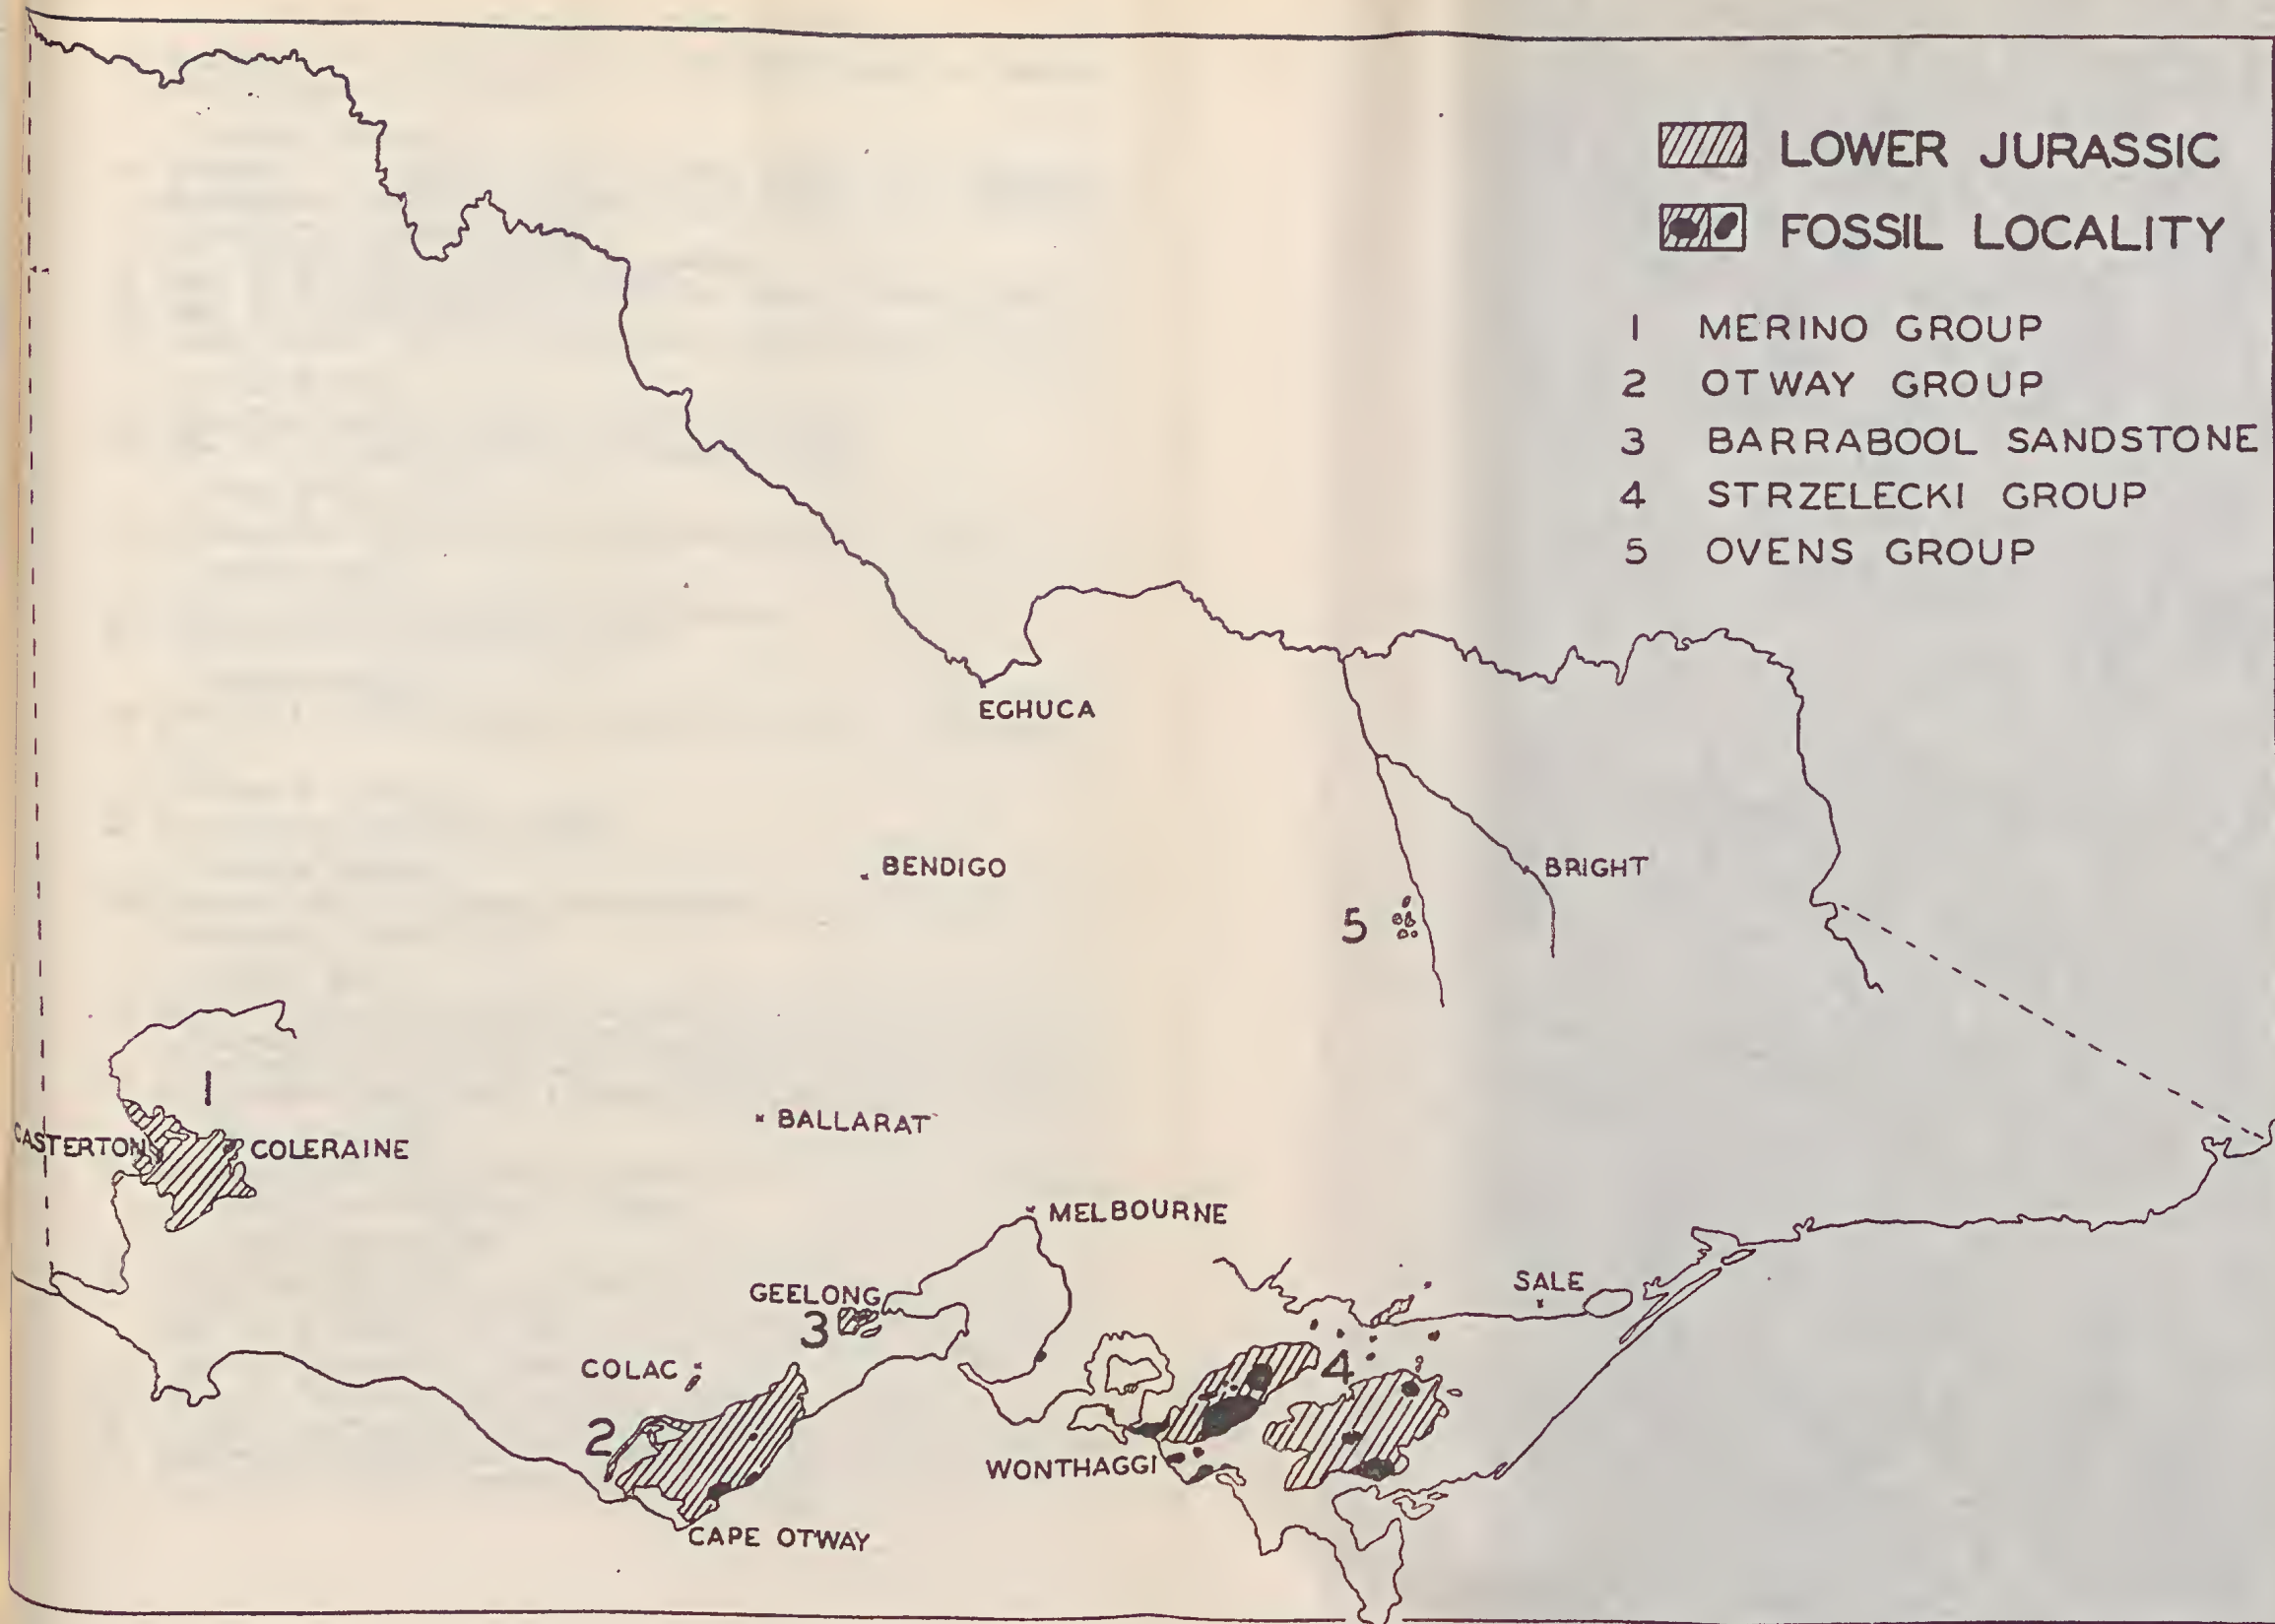 LOWER JURASSIC
FOSSIL LOCALITY
1 MERINO GROUP
2 OTWAY GROUP
3 BARRABOOL SANDSTONE
4 STRZELECKI GROUP
5 OVENS GROUP
ECHUCA
BENDIGO
BRIGHT
5
1
BALLARAT
CASTERTON
COLERAINE
MELBOURNE
GEELONG
3
SALE
COLAC
4
2
WONTHAGGI
CAPE OTWAY